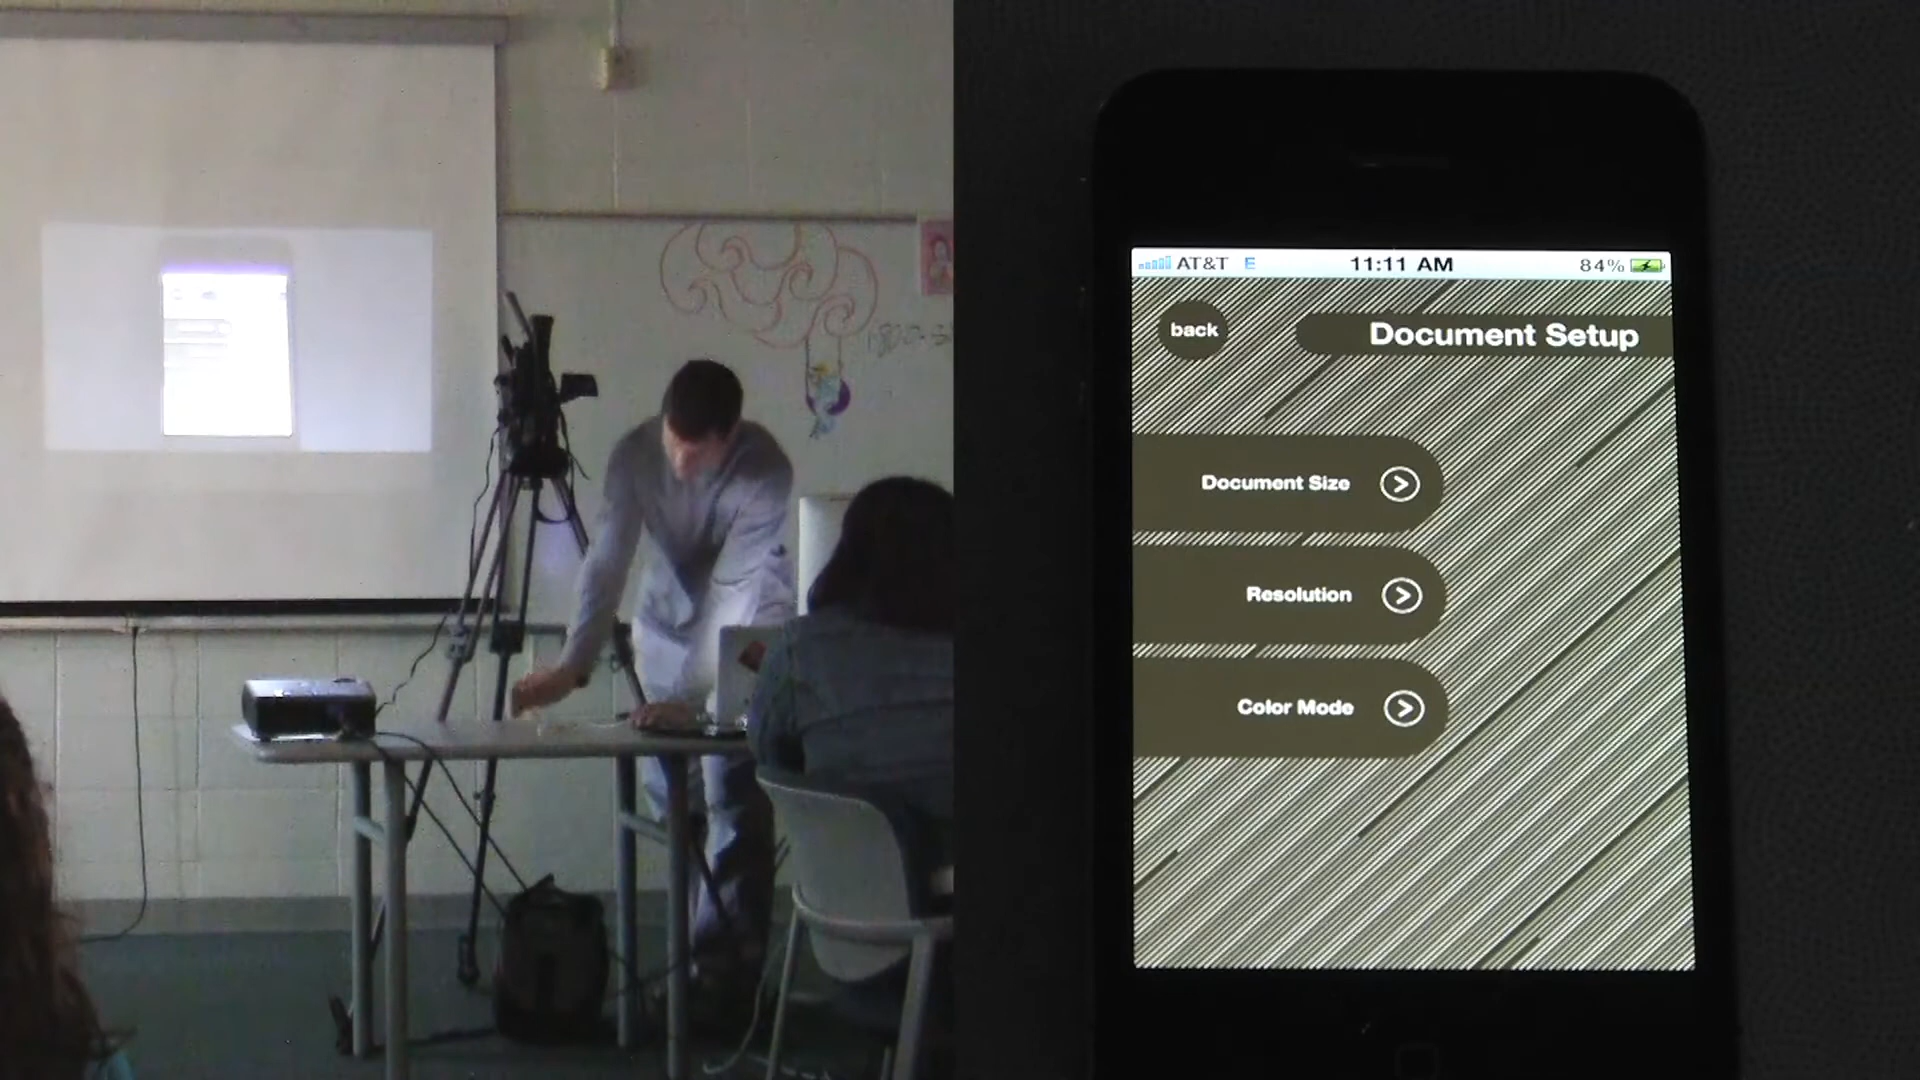 AT&T E 11:11 AM 84%
back
Document Setup
Document Size
Resolution
Color Mode